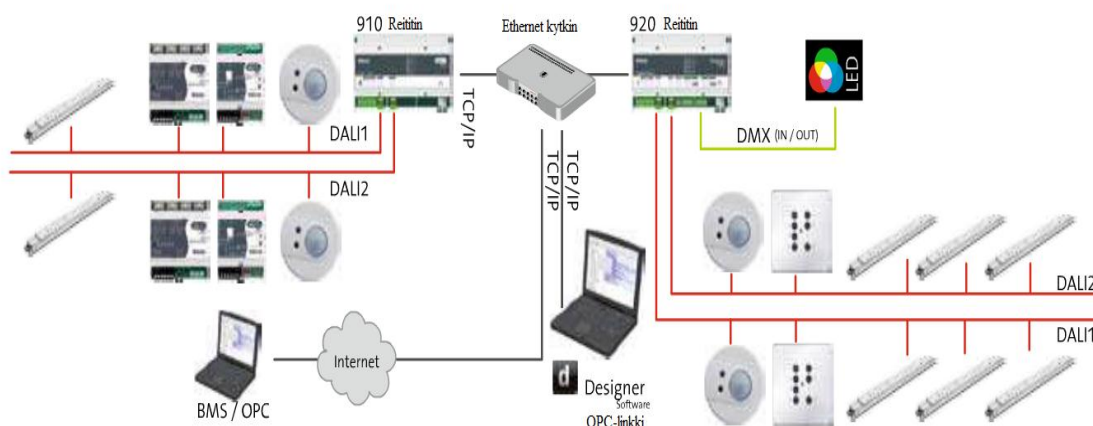 910 Reititin
Ethernet kytkin
920 Reititin
TCP/IP
DALI1
DALI2
DMX (IN / OUT)
LED
TCP/IP
TCP/IP
DALI2
DALI1
Internet
BMS / OPC
d
Designer
Software
OPC-linkki